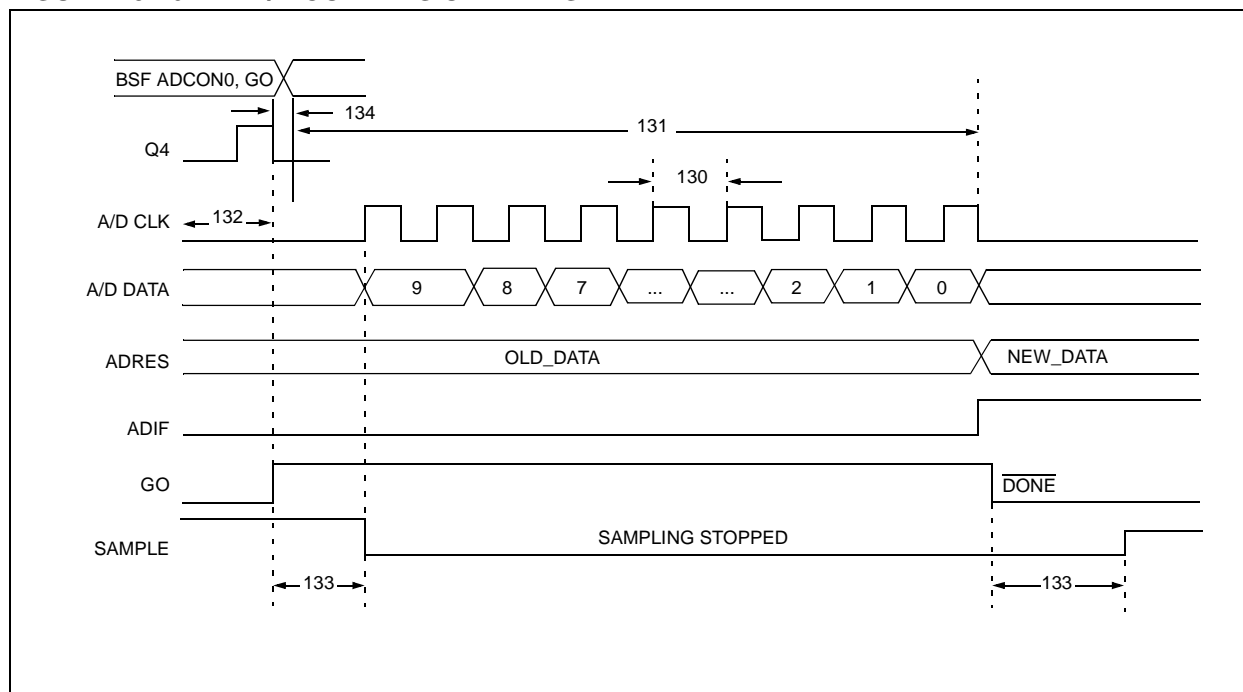 BSF ADCON0, GO
134
131
Q4
130
132
A/D CLK
A/D DATA
9 8 7 ... ... 2 1 0
ADRES
OLD_DATA
NEW_DATA
ADIF
GO
DONE
SAMPLE
SAMPLING STOPPED
133
133